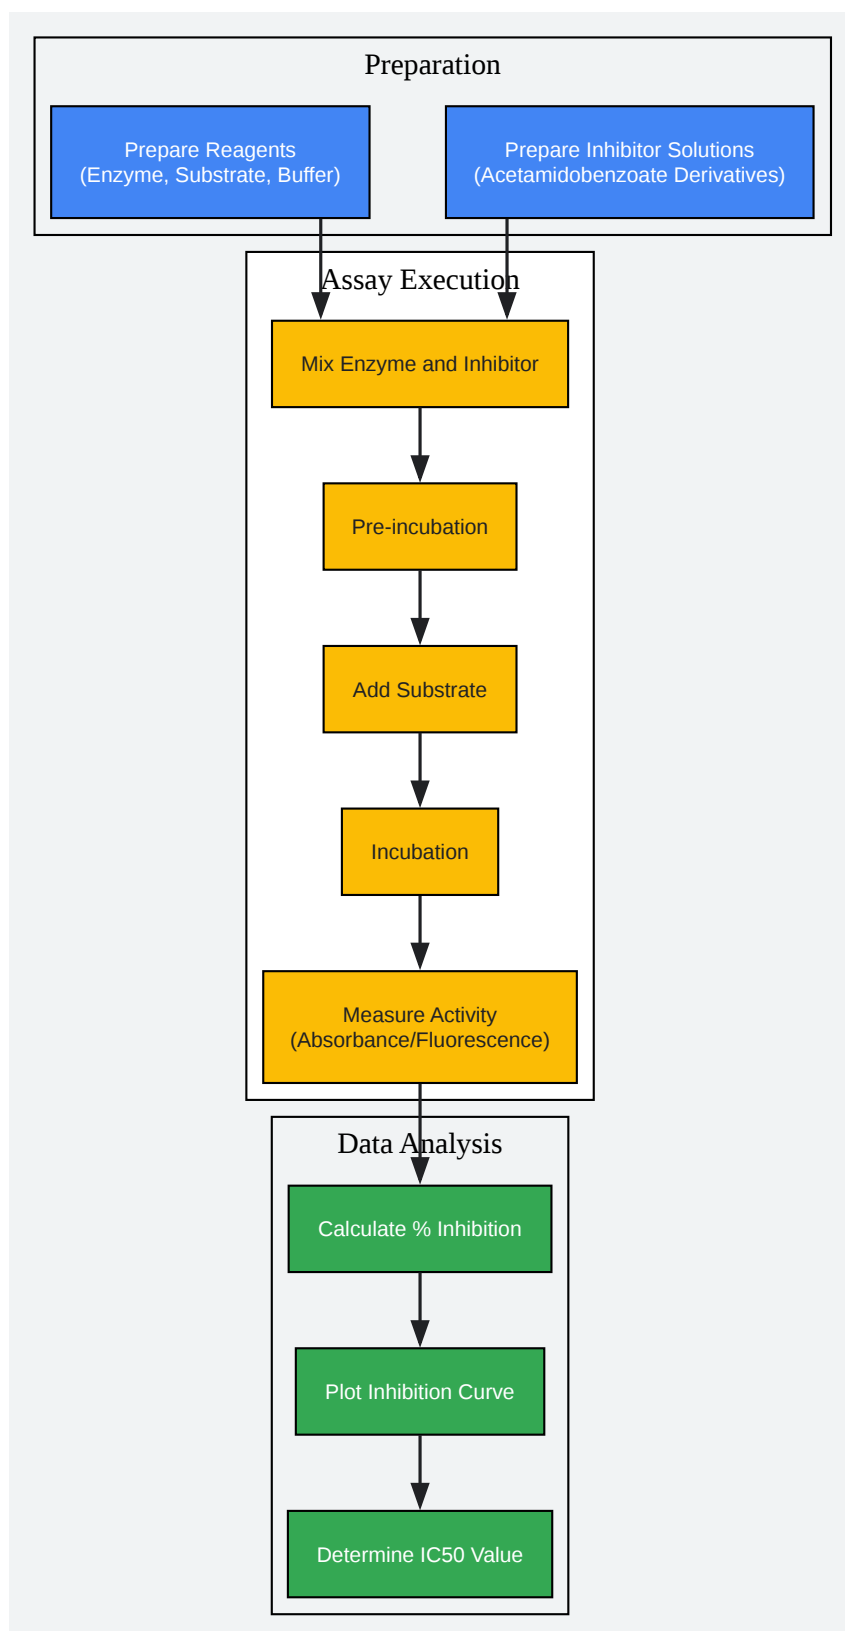 Preparation
Prepare Reagents
(Enzyme, Substrate, Buffer)
Prepare Inhibitor Solutions
(Acetamidobenzoate Derivatives)
Assay Execution
Mix Enzyme and Inhibitor
Pre-incubation
Add Substrate
Incubation
Measure Activity
(Absorbance/Fluorescence)
Data Analysis
Calculate % Inhibition
Plot Inhibition Curve
Determine IC50 Value